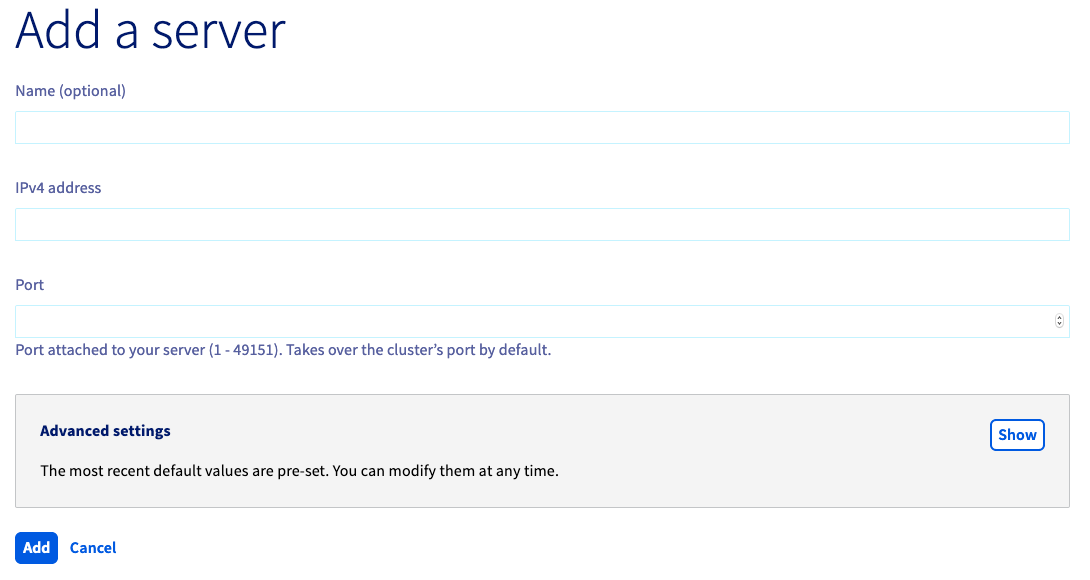 Add a server
Name (optional)
IPv4 address
Port
Port attached to your server (1 - 49151). Takes over the cluster’s port by default.
Advanced settings
Show
The most recent default values are pre-set. You can modify them at any time.
Add Cancel